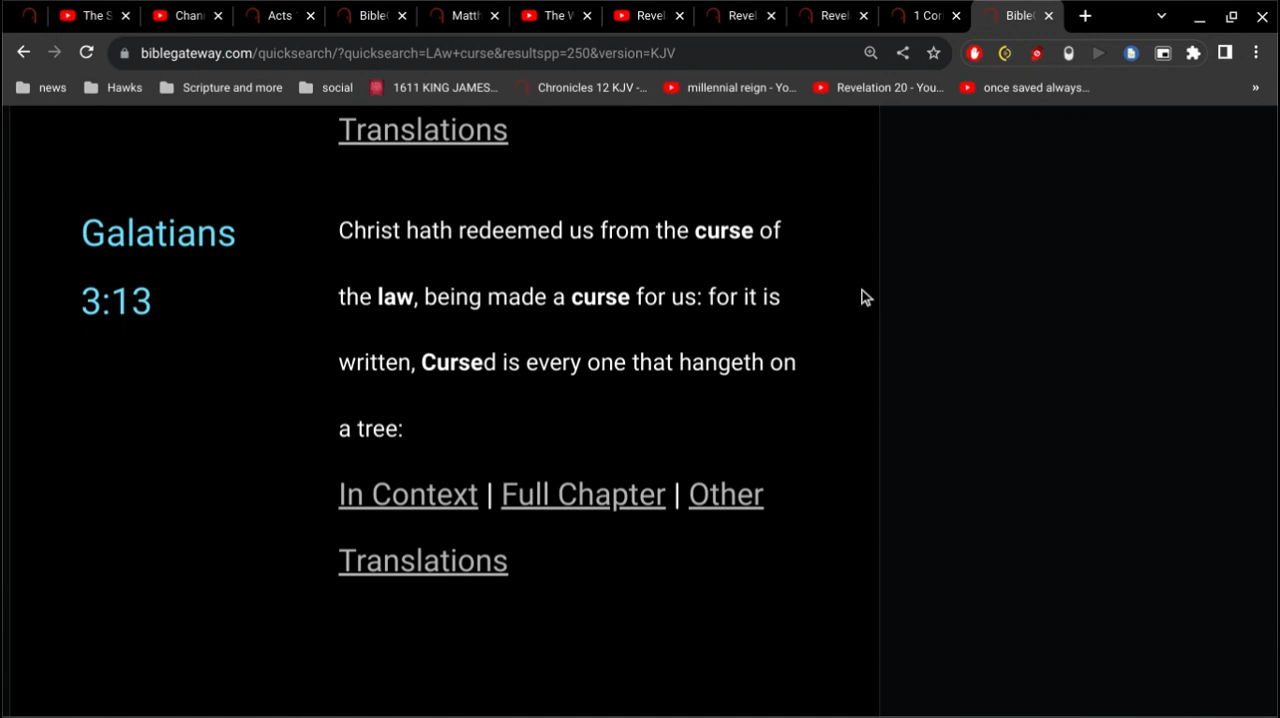 The S
Chan
Acts
Bible
Matt
The W
Revel
Revel
Revel
1 Cor
Bible
biblegateway.com/quicksearch/?quicksearch=LAw+curse&resultspp=250&version=KJV
news
Hawks
Scripture and more
social
1611 KING JAMES...
Chronicles 12 KJV -...
millennial reign - Yo...
Revelation 20 - You...
once saved always...
»
Translations
Galatians
3:13
Christ hath redeemed us from the curse of
the law, being made a curse for us: for it is
written, Cursed is every one that hangeth on
a tree:
In Context | Full Chapter | Other
Translations